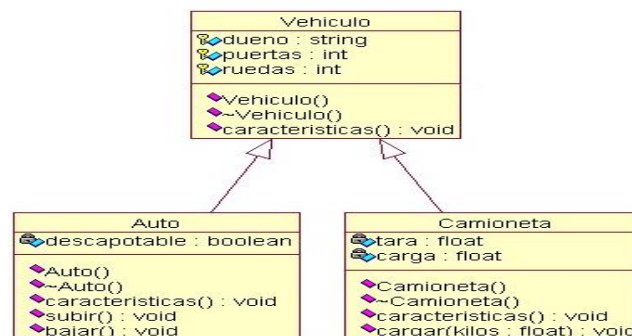 Vehiculo
dueno : string
puertas : int
ruedas : int
Vehiculo()
~Vehiculo()
caracteristicas() : void
Auto
descapotable : boolean
Auto()
~Auto()
caracteristicas() : void
subir() : void
bajar() : void
Camioneta
tara : float
carga : float
Camioneta()
~Camioneta()
caracteristicas() : void
cargar(kilos : float) : void